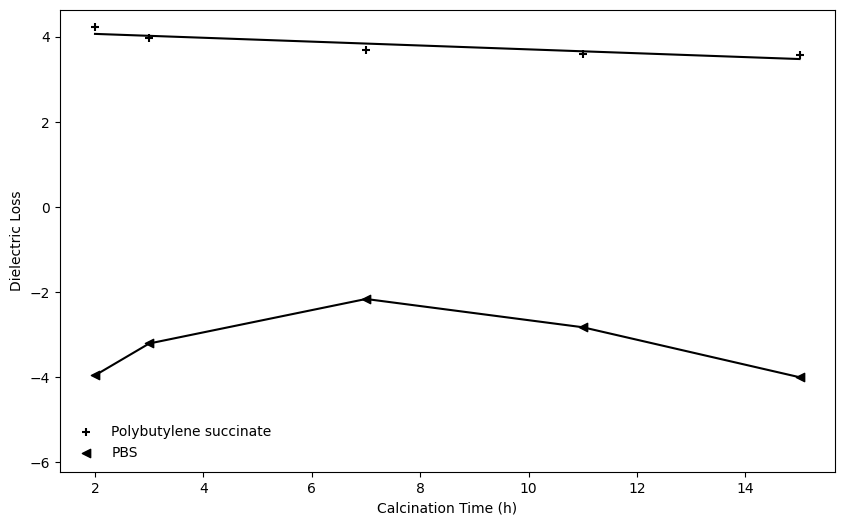 4
2
0
−2
−4
−6
Dielectric Loss
Polybutylene succinate
PBS
2 4 6 8 10 12 14
Calcination Time (h)